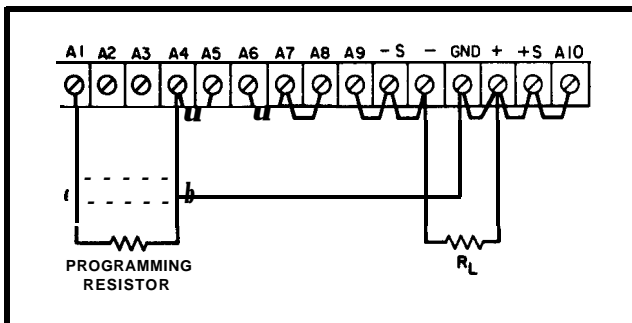 A1 A2 A3 A4 A5 A6 A7 A8 A9 -S - GND + +S A10
PROGRAMMING
RESISTOR
RL